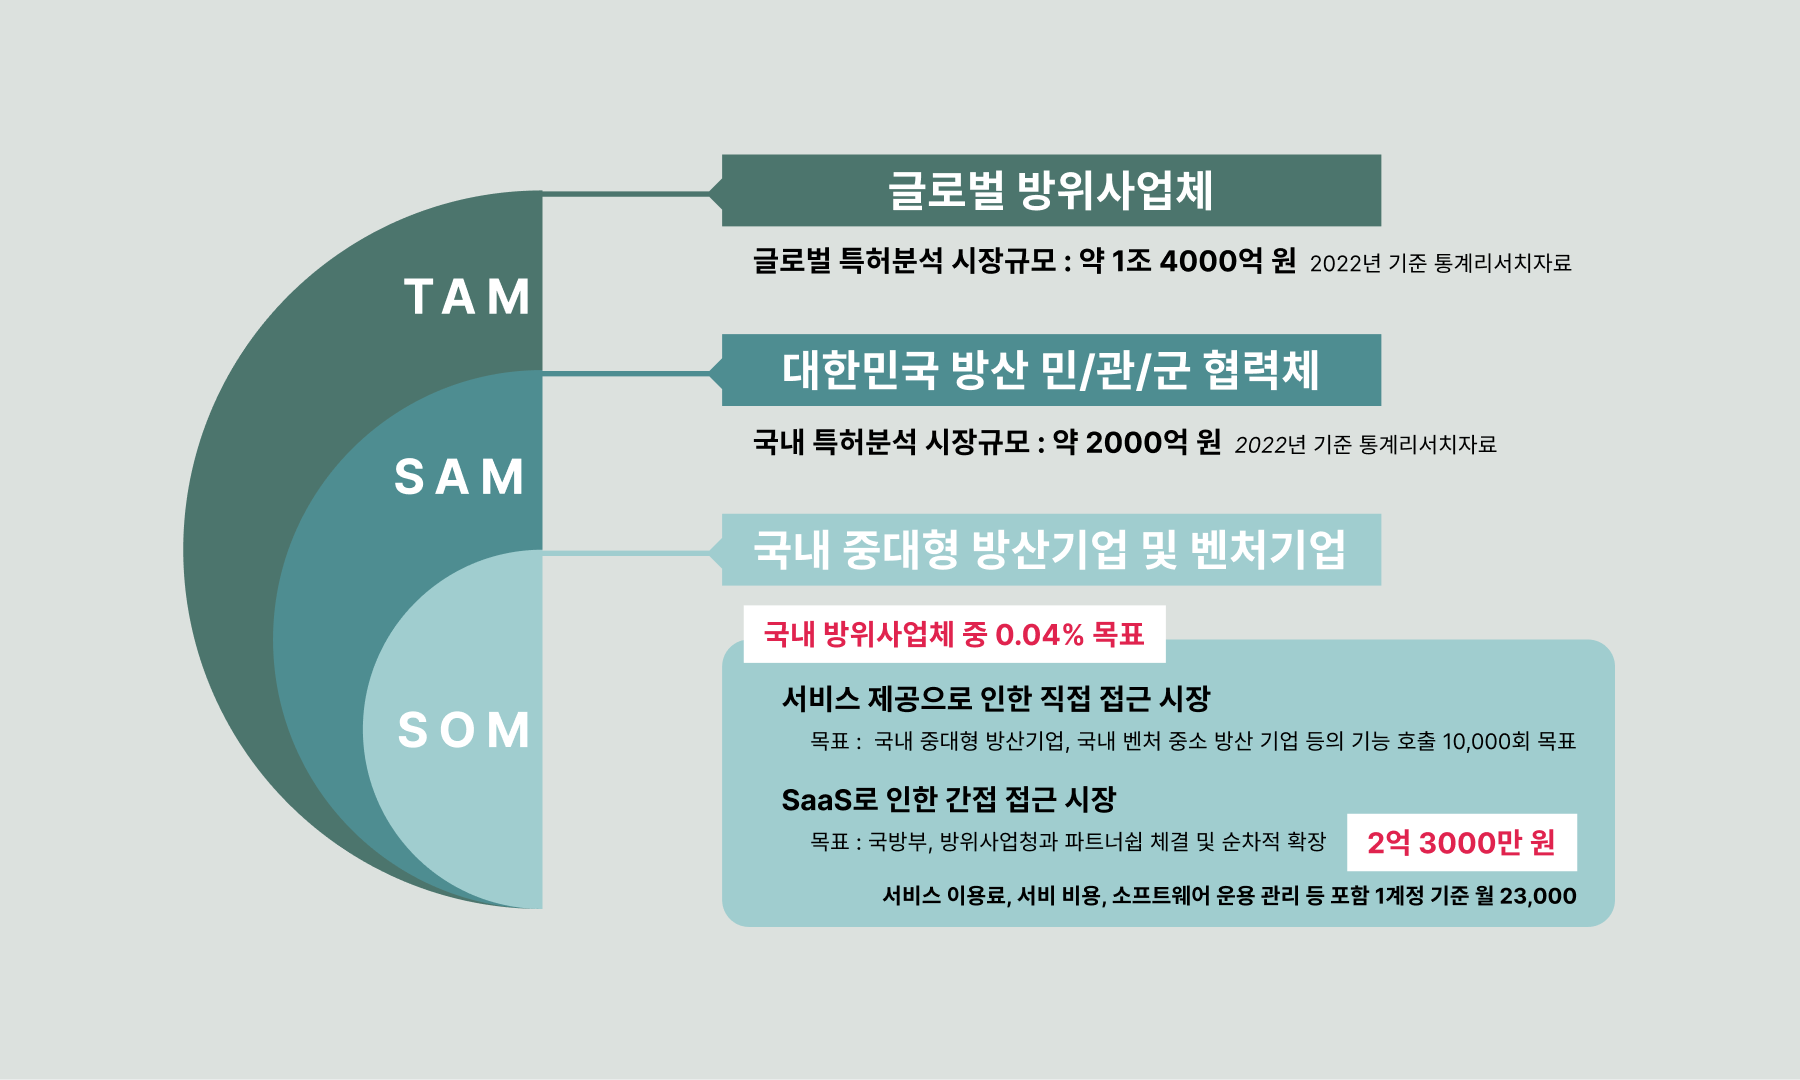 TAM
글로벌 방위사업체
글로벌 특허분석 시장규모 : 약 1조 4000억 원 2022년 기준 통계리서치자료
SAM
대한민국 방산 민/관/군 협력체
국내 특허분석 시장규모 : 약 2000억 원 2022년 기준 통계리서치자료
SOM
국내 중대형 방산기업 및 벤처기업
국내 방위사업체 중 0.04% 목표
서비스 제공으로 인한 직접 접근 시장
목표 : 국내 중대형 방산기업, 국내 벤처 중소 방산 기업 등의 기능 호출 10,000회 목표
SaaS로 인한 간접 접근 시장
목표 : 국방부, 방위사업청과 파트너쉽 체결 및 순차적 확장
2억 3000만 원
서비스 이용료, 서비 비용, 소프트웨어 운용 관리 등 포함 1계정 기준 월 23,000